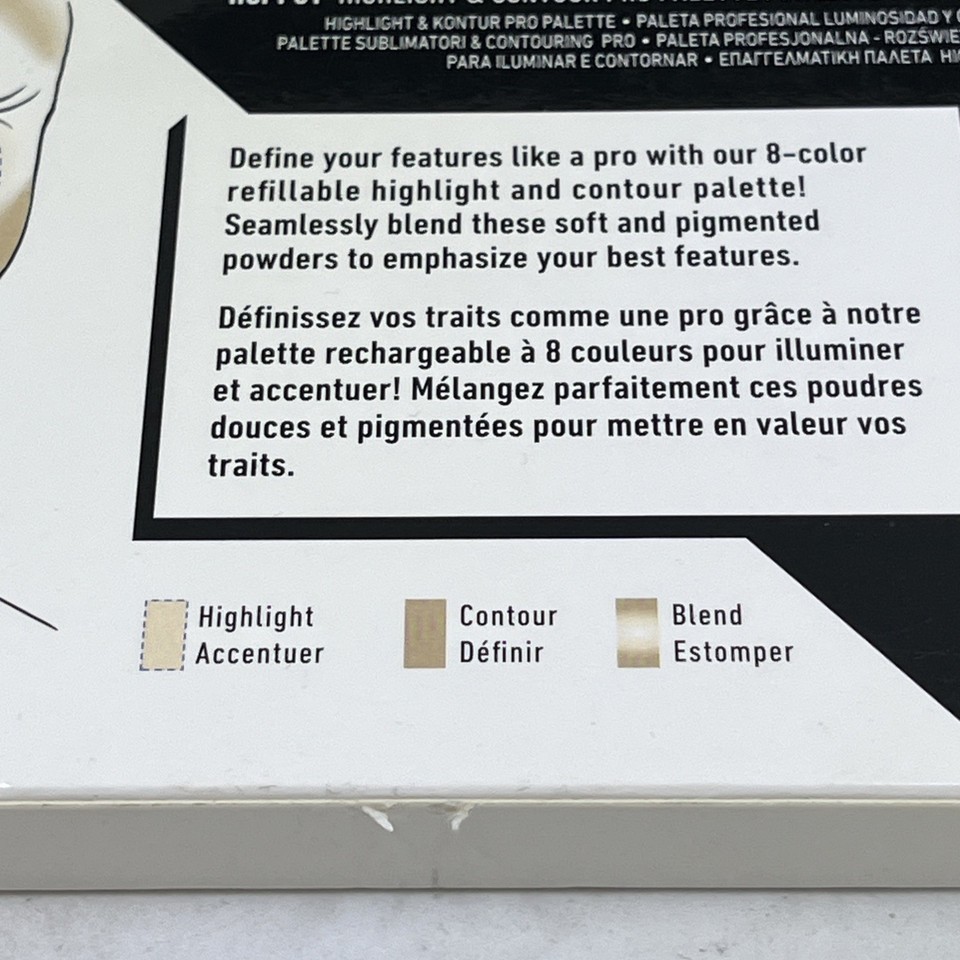 HIGHLIGHT & KONTUR PRO PALETTE • PALETA PROFESIONAL LUMINOSIDAD Y
PALETTE SUBLIMATORI & CONTOURING PRO • PALETA PROFESJONALNA - ROZŚWIE
PARA ILUMINAR E CONTORNAR • ΕΠΑΓΓΕΛΜΑΤΙΚΗ ΠΑΛΕΤΑ
Define your features like a pro with our 8-color
refillable highlight and contour palette!
Seamlessly blend these soft and pigmented
powders to emphasize your best features.
Définissez vos traits comme une pro grâce à notre
palette rechargeable à 8 couleurs pour illuminer
et accentuer! Mélangez parfaitement ces poudres
douces et pigmentées pour mettre en valeur vos
traits.
Highlight
Accentuer
Contour
Définir
Blend
Estomper